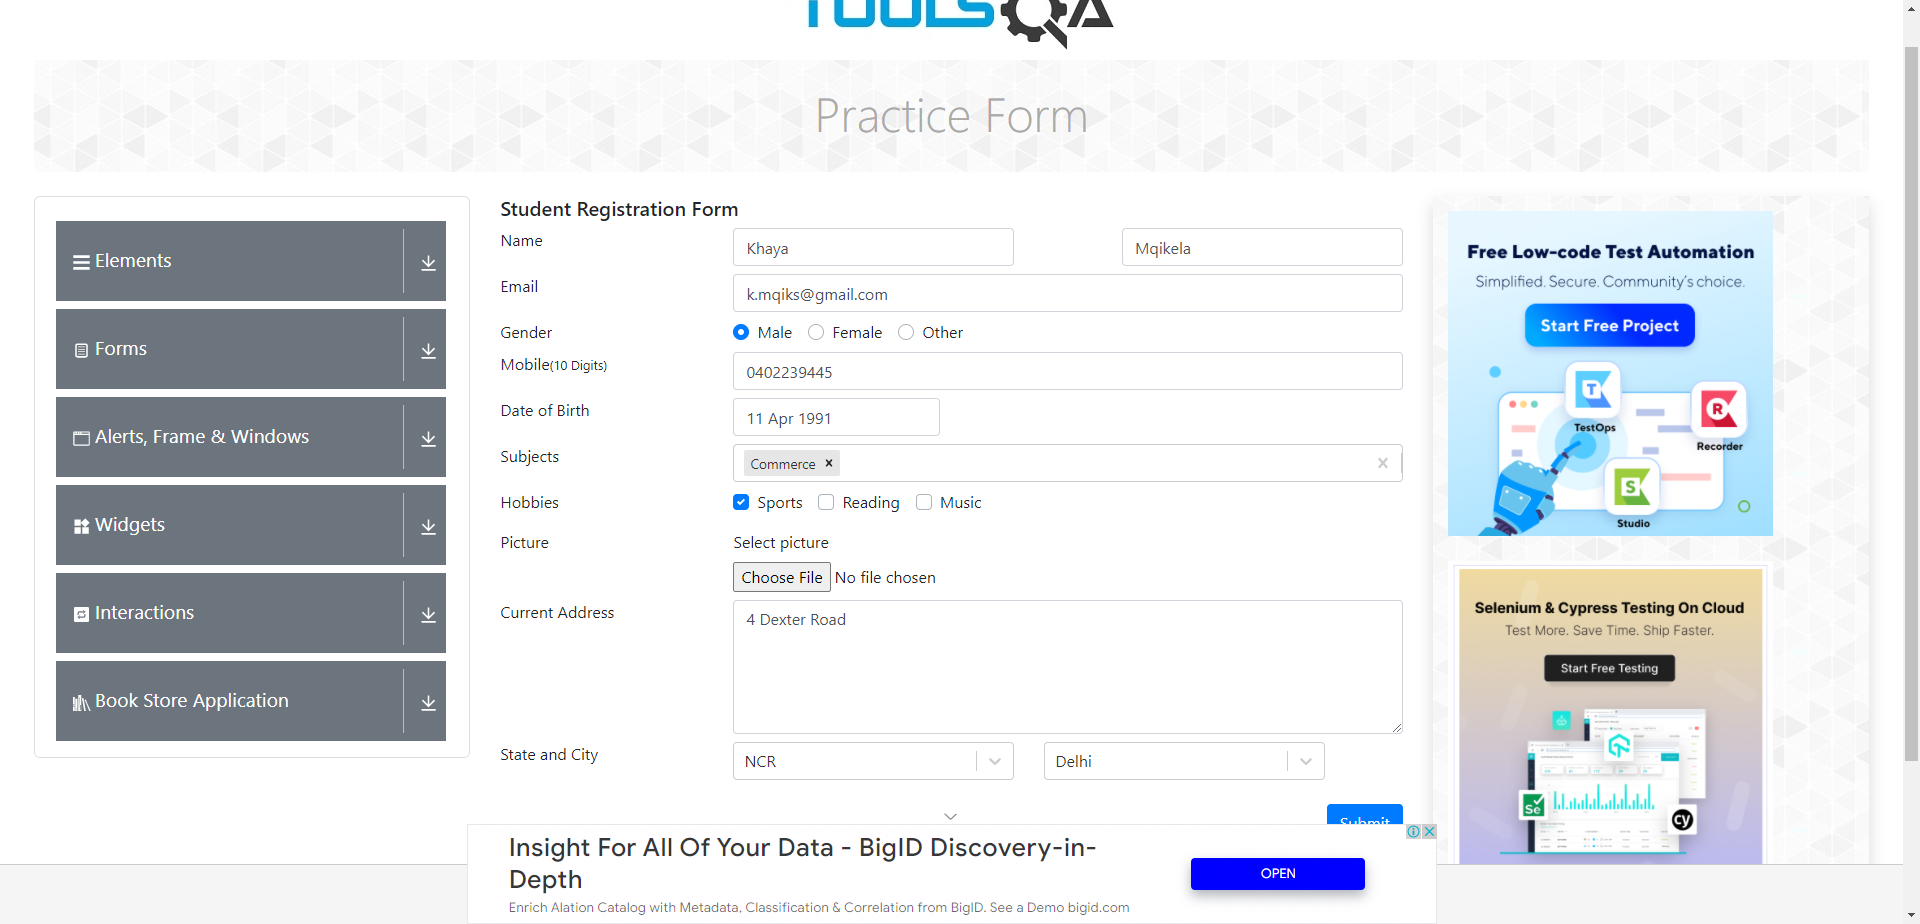 TOOLSQA
Practice Form
Elements
Forms
Alerts, Frame & Windows
Widgets
Interactions
Book Store Application
Student Registration Form
Name Khaya Mqikela
Email k.mqiks@gmail.com
Gender Male Female Other
Mobile(10 Digits) 0402239445
Date of Birth 11 Apr 1991
Subjects Commerce
Hobbies Sports Reading Music
Picture Select picture
Choose File No file chosen
Current Address 4 Dexter Road
State and City NCR Delhi
Submit
Free Low-code Test Automation
Simplified. Secure. Community's choice.
Start Free Project
T
TestOps
R
Recorder
S
Studio
Selenium & Cypress Testing On Cloud
Test More. Save Time. Ship Faster.
Start Free Testing
Se
cy
Insight For All Of Your Data - BigID Discovery-in-
Depth
Enrich Alation Catalog with Metadata, Classification & Correlation from BigID. See a Demo bigid.com
OPEN